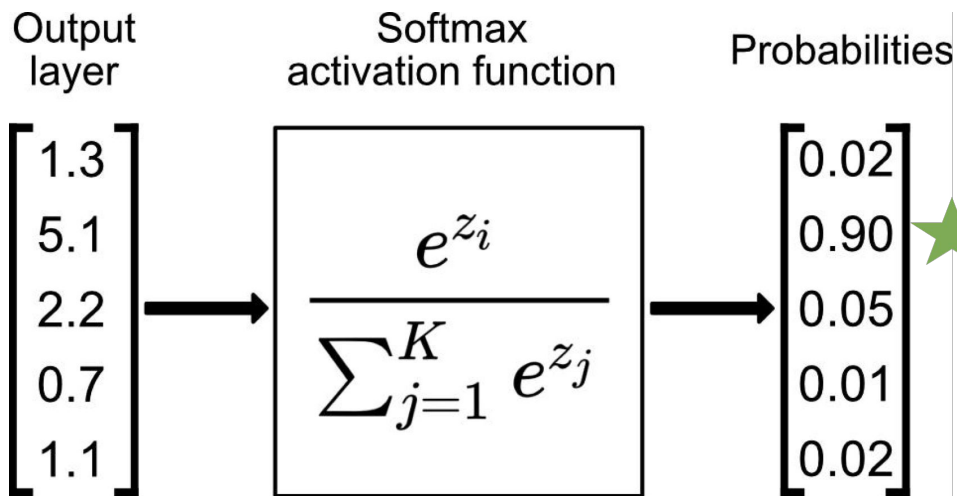 Output
layer
Softmax
activation function
Probabilities
1.3
5.1
2.2
0.7
1.1
e^{z_i}
∑_{j=1}^{K} e^{z_j}
0.02
0.90
0.05
0.01
0.02